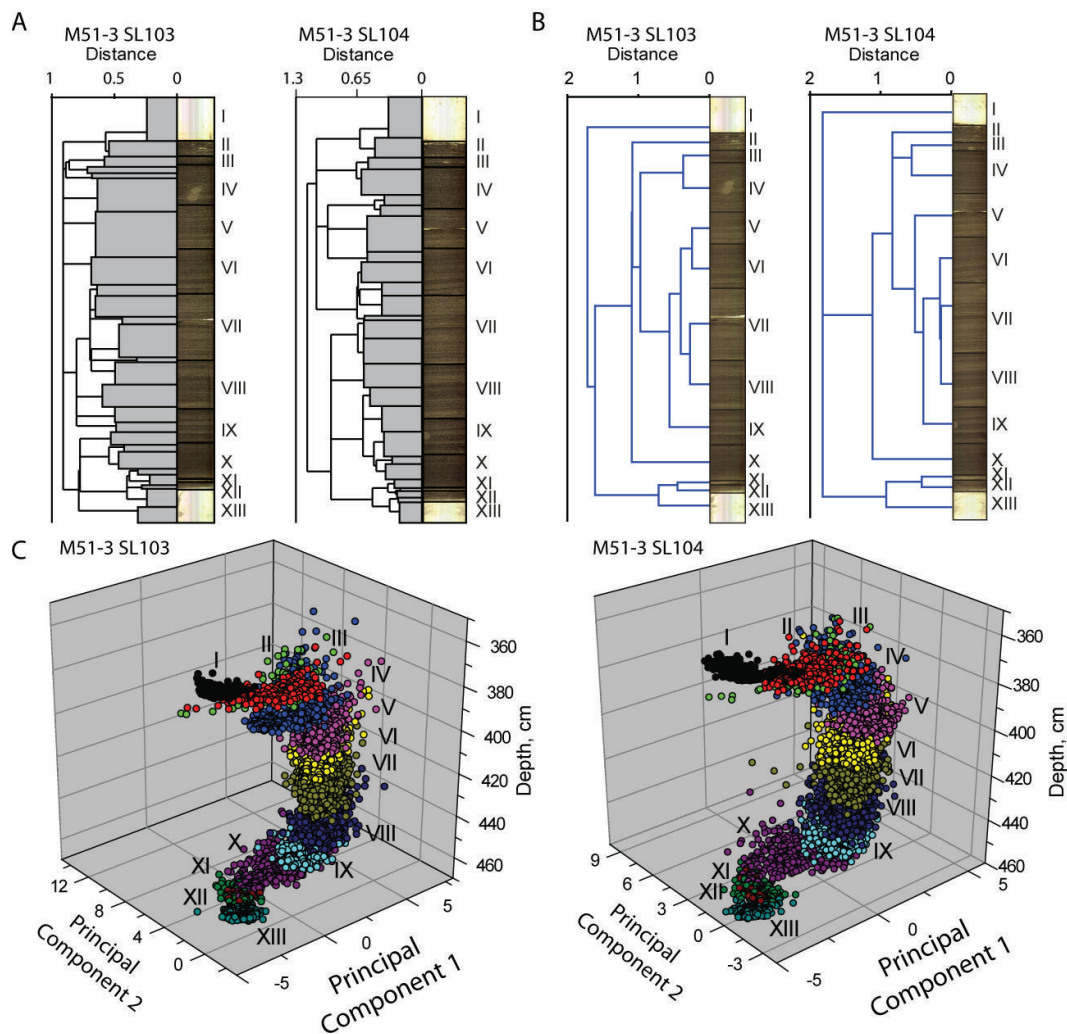 A
M51-3 SL103
Distance
1 0.5 0
I
II
III
IV
V
VI
VII
VIII
IX
X
XI
XII
XIII
M51-3 SL104
Distance
1.3 0.65 0
I
II
III
IV
V
VI
VII
VIII
IX
X
XI
XII
XIII
B
M51-3 SL103
Distance
2 1 0
I
II
III
IV
V
VI
VII
VIII
IX
X
XI
XII
XIII
M51-3 SL104
Distance
2 1 0
I
II
III
IV
V
VI
VII
VIII
IX
X
XI
XII
XIII
C
M51-3 SL103
I
II
III
IV
V
VI
VII
VIII
IX
X
XI
XII
XIII
360
380
400
420
440
460
Depth, cm
12
8
4
0
Principal
Component 2
-5
0
5
Principal
Component 1
M51-3 SL104
I
II
III
IV
V
VI
VII
VIII
IX
X
XI
XII
XIII
360
380
400
420
440
460
Depth, cm
9
6
3
0
-3
Principal
Component 2
-5
0
5
Principal
Component 1